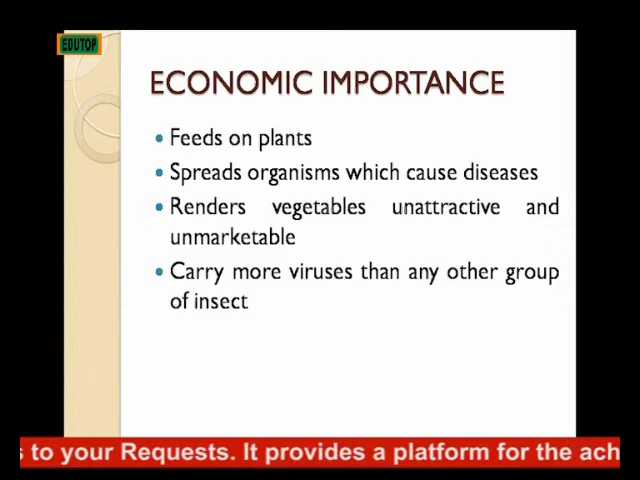 EDUTOP
ECONOMIC IMPORTANCE
• Feeds on plants
• Spreads organisms which cause diseases
• Renders vegetables unattractive and
unmarketable
• Carry more viruses than any other group
of insect
s to your Requests. It provides a platform for the ach